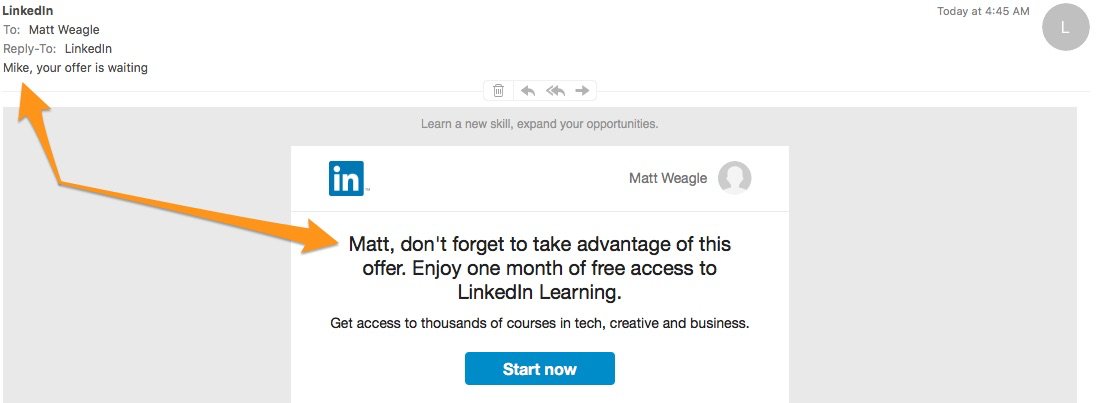 LinkedIn
Today at 4:45 AM
L
To: Matt Weagle
Reply-To: LinkedIn
Mike, your offer is waiting
Learn a new skill, expand your opportunities.
in™
Matt Weagle
Matt, don't forget to take advantage of this
offer. Enjoy one month of free access to
LinkedIn Learning.
Get access to thousands of courses in tech, creative and business.
Start now